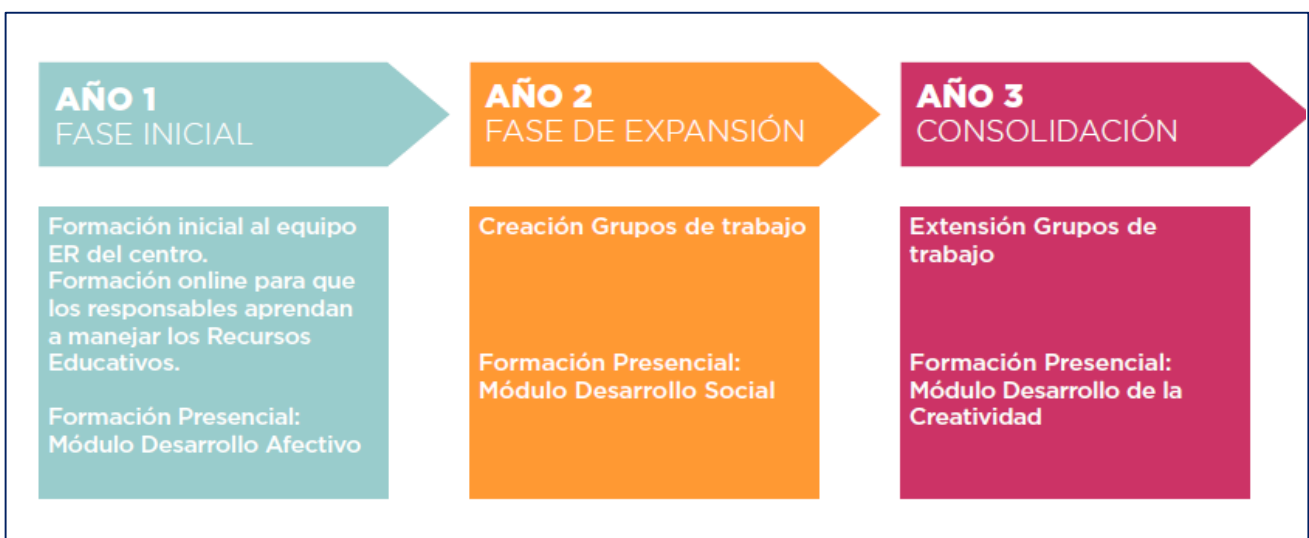 AÑO 1
FASE INICIAL
Formación inicial al equipo
ER del centro.
Formación online para que
los responsables aprendan
a manejar los Recursos
Educativos.
Formación Presencial:
Módulo Desarrollo Afectivo
AÑO 2
FASE DE EXPANSIÓN
Creación Grupos de trabajo
Formación Presencial:
Módulo Desarrollo Social
AÑO 3
CONSOLIDACIÓN
Extensión Grupos de
trabajo
Formación Presencial:
Módulo Desarrollo de la
Creatividad